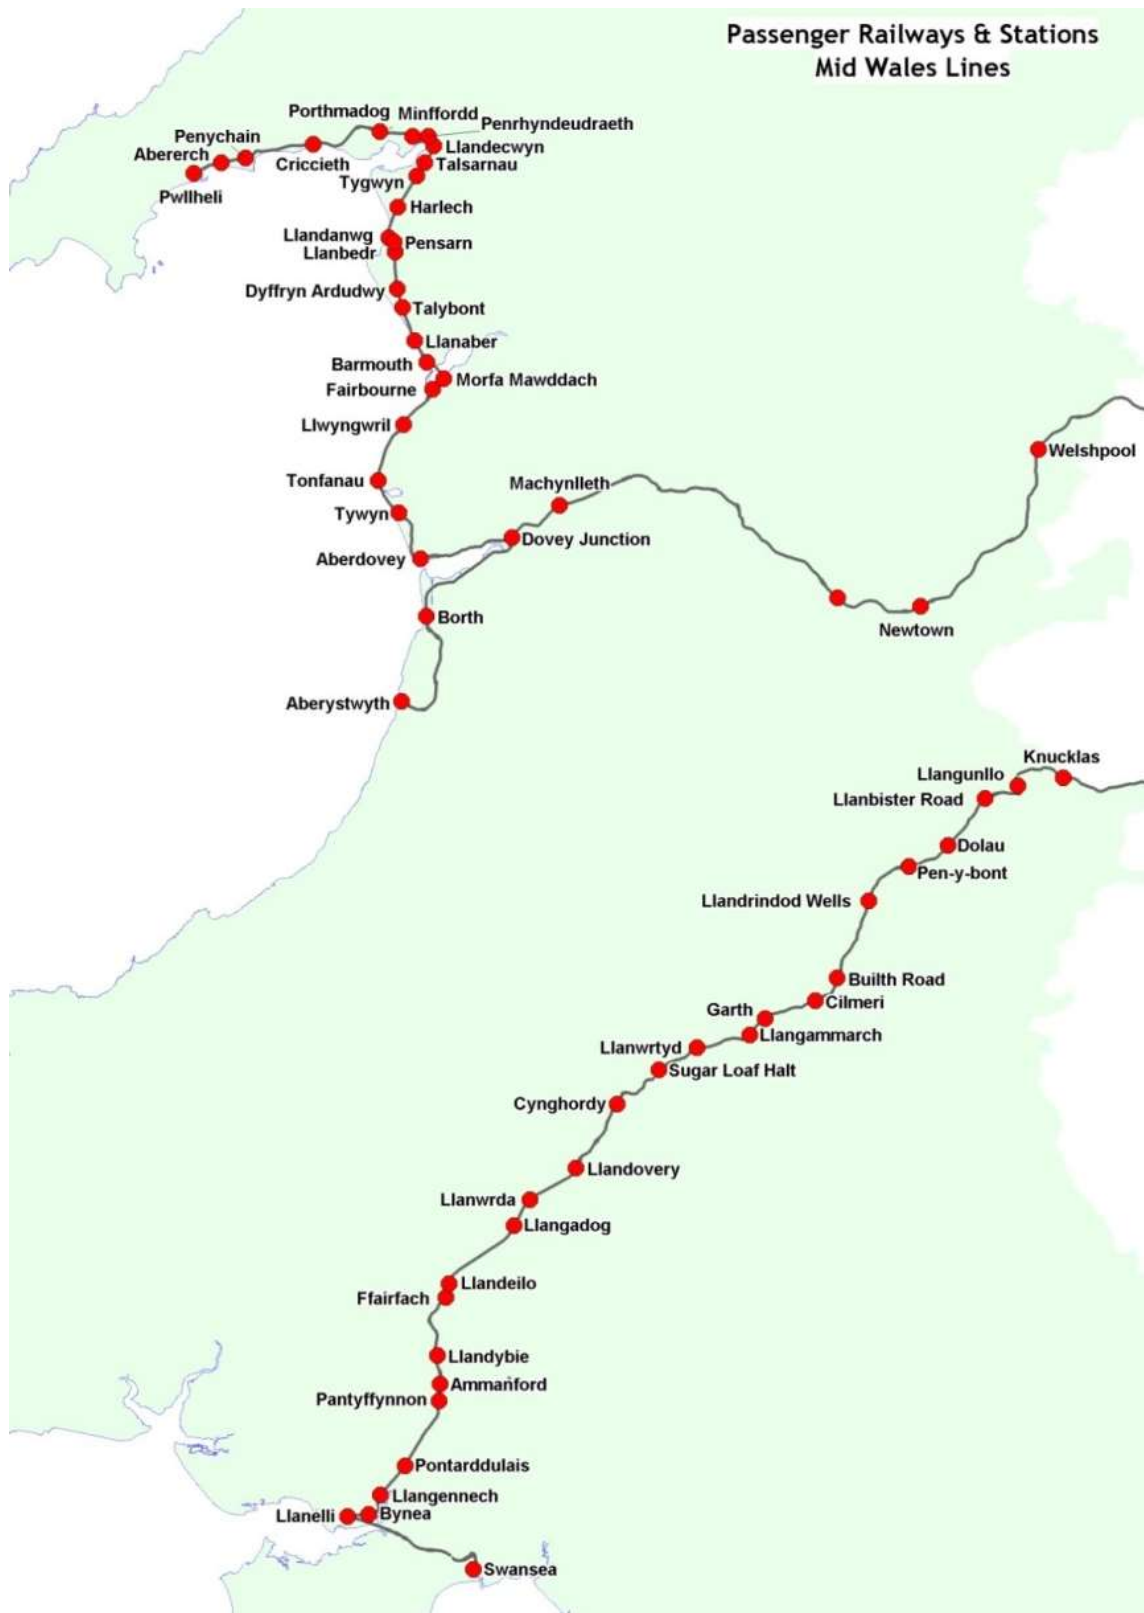 Passenger Railways & Stations
Mid Wales Lines
Porthmadog
Minffordd
Penrhyndeudraeth
Penychain
Llandecwyn
Abererch
Criccieth
Talsarnau
Tygwyn
Pwllheli
Harlech
Llandanwg
Pensarn
Llanbedr
Dyffryn Ardudwy
Talybont
Llanaber
Barmouth
Morfa Mawddach
Fairbourne
Llwyngwril
Welshpool
Tonfanau
Machynlleth
Tywyn
Dovey Junction
Aberdovey
Borth
Newtown
Aberystwyth
Knucklas
Llangunllo
Llanbister Road
Dolau
Pen-y-bont
Llandrindod Wells
Builth Road
Cilmeri
Garth
Llangammarch
Llanwrtyd
Sugar Loaf Halt
Cynghordy
Llandovery
Llanwrda
Llangadog
Llandeilo
Ffairfach
Llandybie
Ammanford
Pantyffynnon
Pontarddulais
Llangennech
Bynea
Llanelli
Swansea